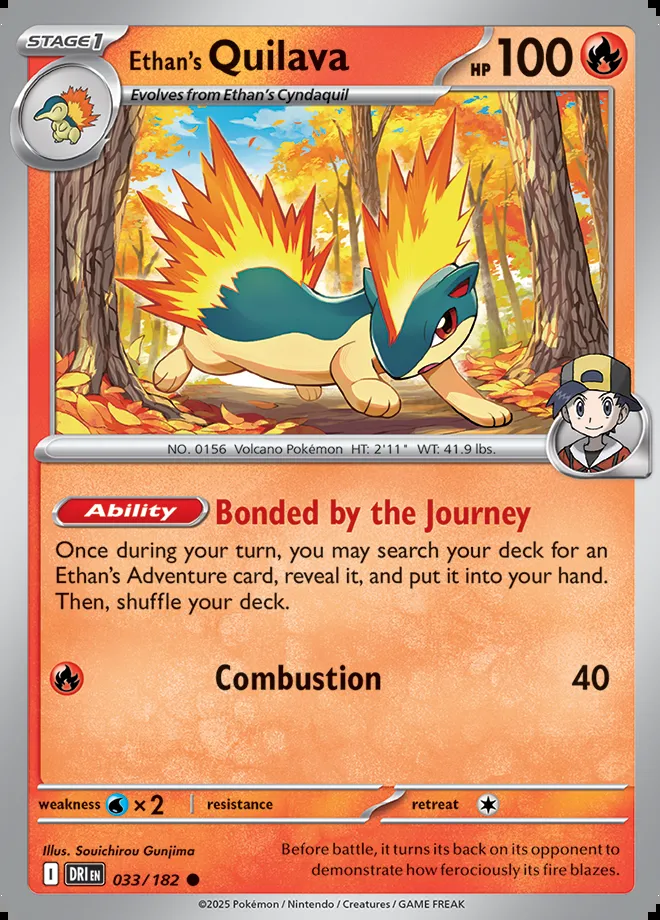 STAGE1
Ethan's Quilava
HP 100
Evolves from Ethan's Cyndaquil
NO. 0156 Volcano Pokémon HT: 2'11" WT: 41.9 lbs.
Ability Bonded by the Journey
Once during your turn, you may search your deck for an
Ethan's Adventure card, reveal it, and put it into your hand.
Then, shuffle your deck.
Combustion 40
weakness ×2 resistance retreat
Illus. Souichirou Gunjima
Before battle, it turns its back on its opponent to
demonstrate how ferociously its fire blazes.
I DRI EN 033/182
©2025 Pokémon / Nintendo / Creatures / GAME FREAK